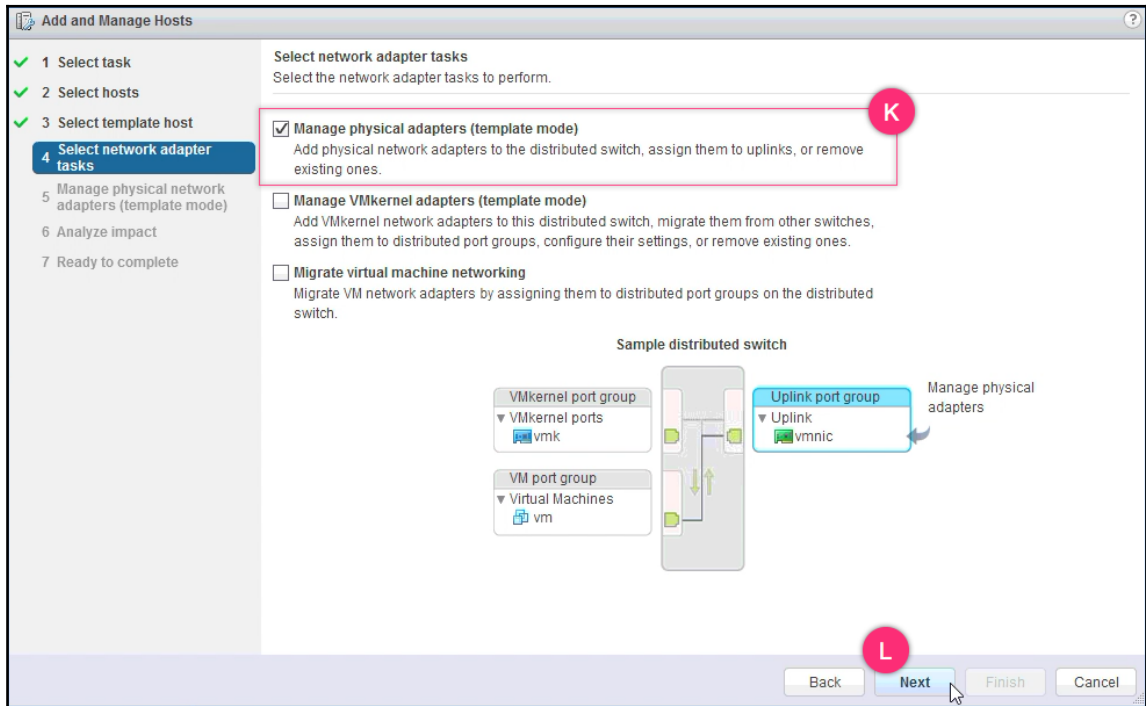 Add and Manage Hosts
?
1 Select task
2 Select hosts
3 Select template host
4 Select network adapter
tasks
5 Manage physical network
adapters (template mode)
6 Analyze impact
7 Ready to complete
Select network adapter tasks
Select the network adapter tasks to perform.
K
Manage physical adapters (template mode)
Add physical network adapters to the distributed switch, assign them to uplinks, or remove
existing ones.
Manage VMkernel adapters (template mode)
Add VMkernel network adapters to this distributed switch, migrate them from other switches,
assign them to distributed port groups, configure their settings, or remove existing ones.
Migrate virtual machine networking
Migrate VM network adapters by assigning them to distributed port groups on the distributed
switch.
Sample distributed switch
VMkernel port group
VMkernel ports
vmk
VM port group
Virtual Machines
vm
Uplink port group
Uplink
vmnic
Manage physical
adapters
L
Back
Next
Finish
Cancel